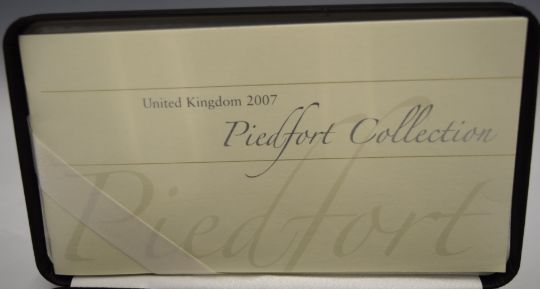 United Kingdom 2007
Piedfort Collection
Piedfort